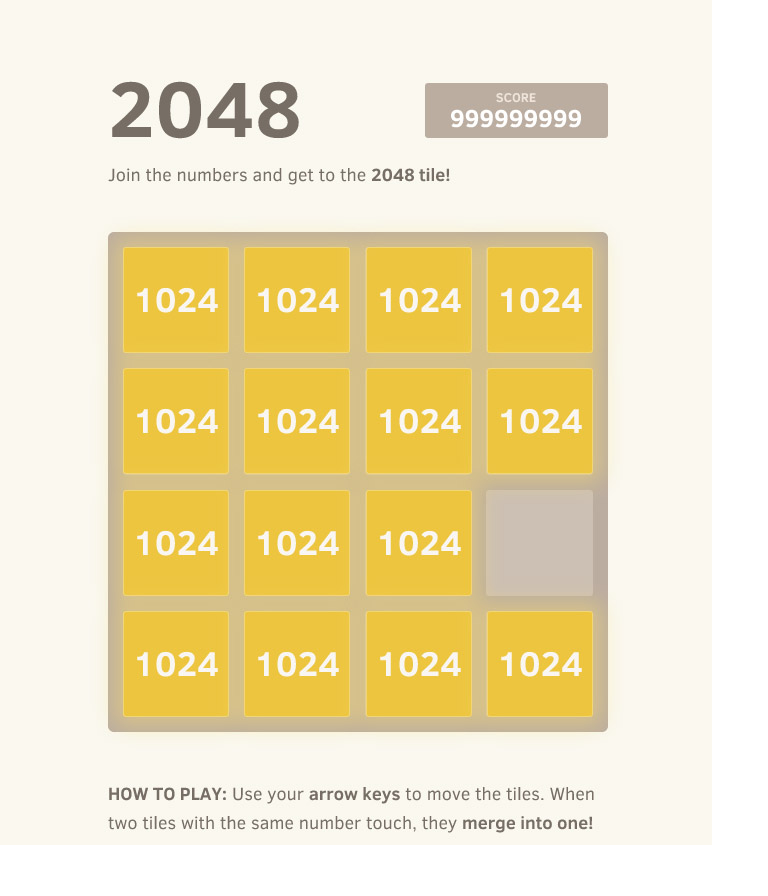 2048
SCORE
999999999
Join the numbers and get to the 2048 tile!
1024 1024 1024 1024
1024 1024 1024 1024
1024 1024 1024
1024 1024 1024 1024
HOW TO PLAY: Use your arrow keys to move the tiles. When
two tiles with the same number touch, they merge into one!